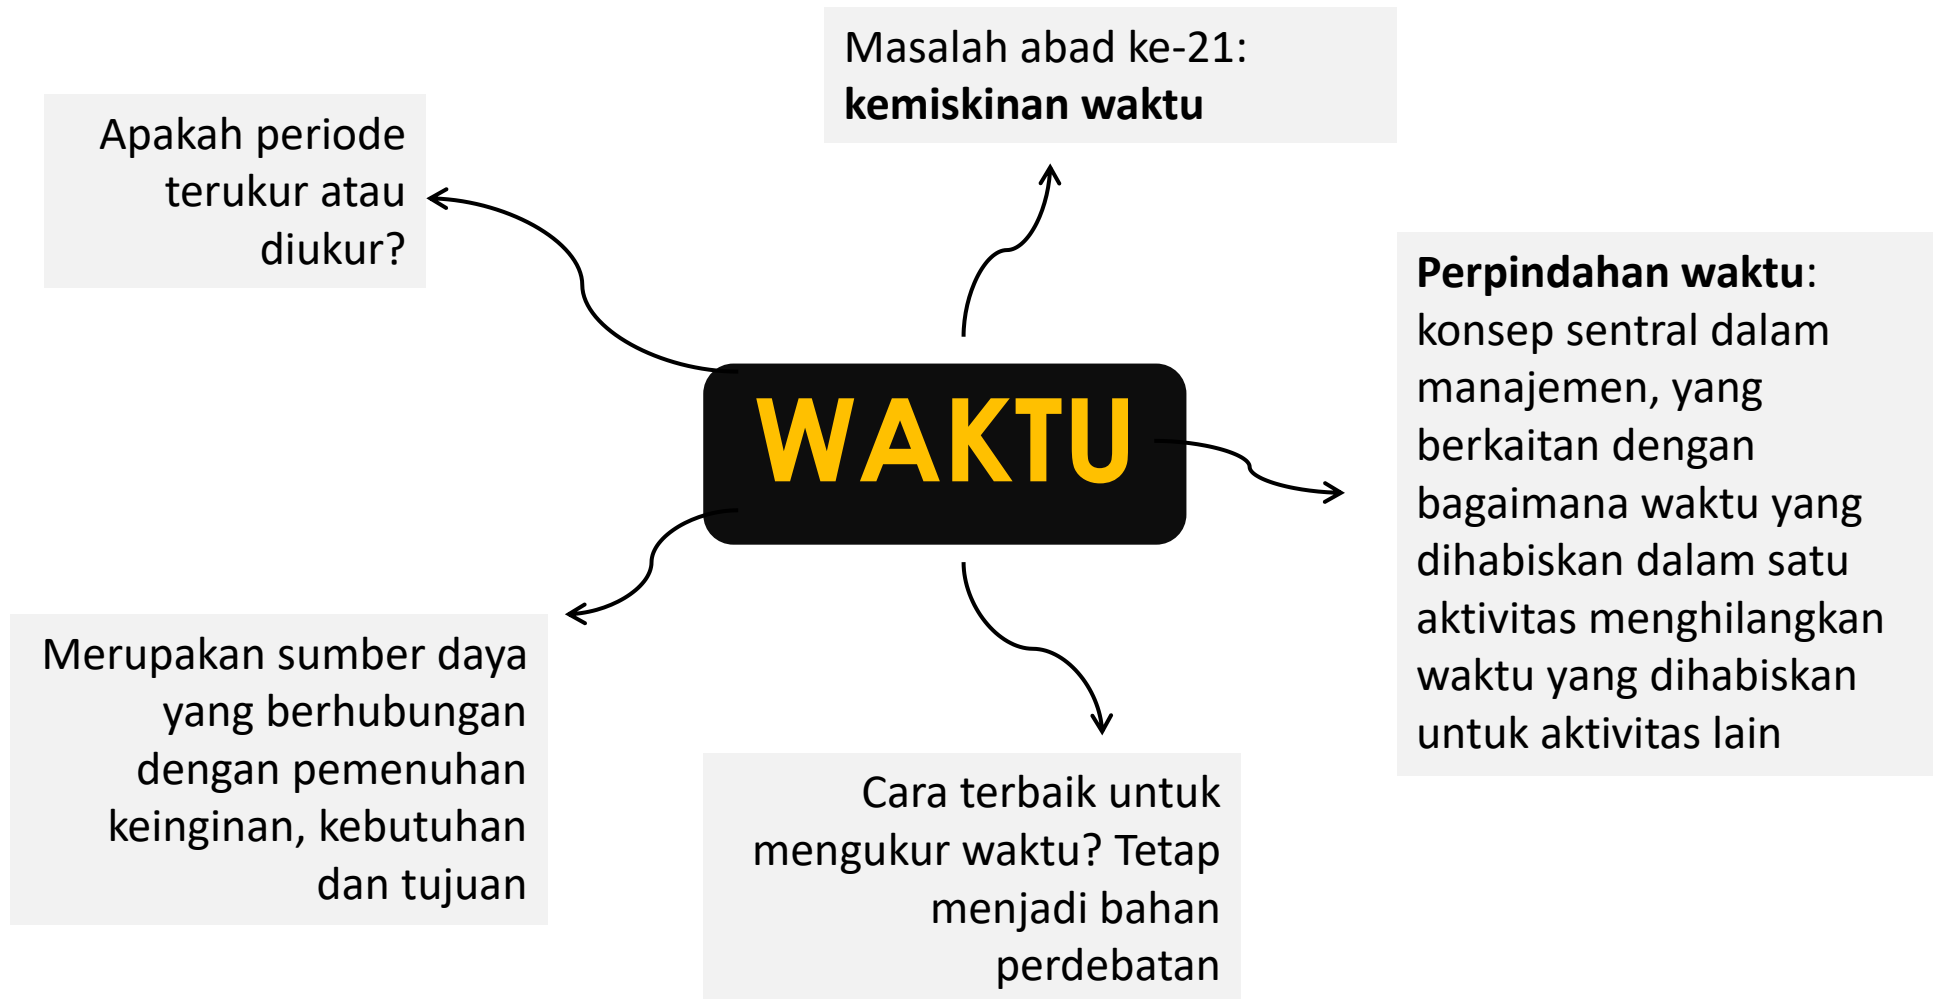 Masalah abad ke-21:
kemiskinan waktu
Apakah periode
terukur atau
diukur?
Perpindahan waktu:
konsep sentral dalam
manajemen, yang
berkaitan dengan
bagaimana waktu yang
dihabiskan dalam satu
aktivitas menghilangkan
waktu yang dihabiskan
untuk aktivitas lain
WAKTU
Merupakan sumber daya
yang berhubungan
dengan pemenuhan
keinginan, kebutuhan
dan tujuan
Cara terbaik untuk
mengukur waktu? Tetap
menjadi bahan
perdebatan